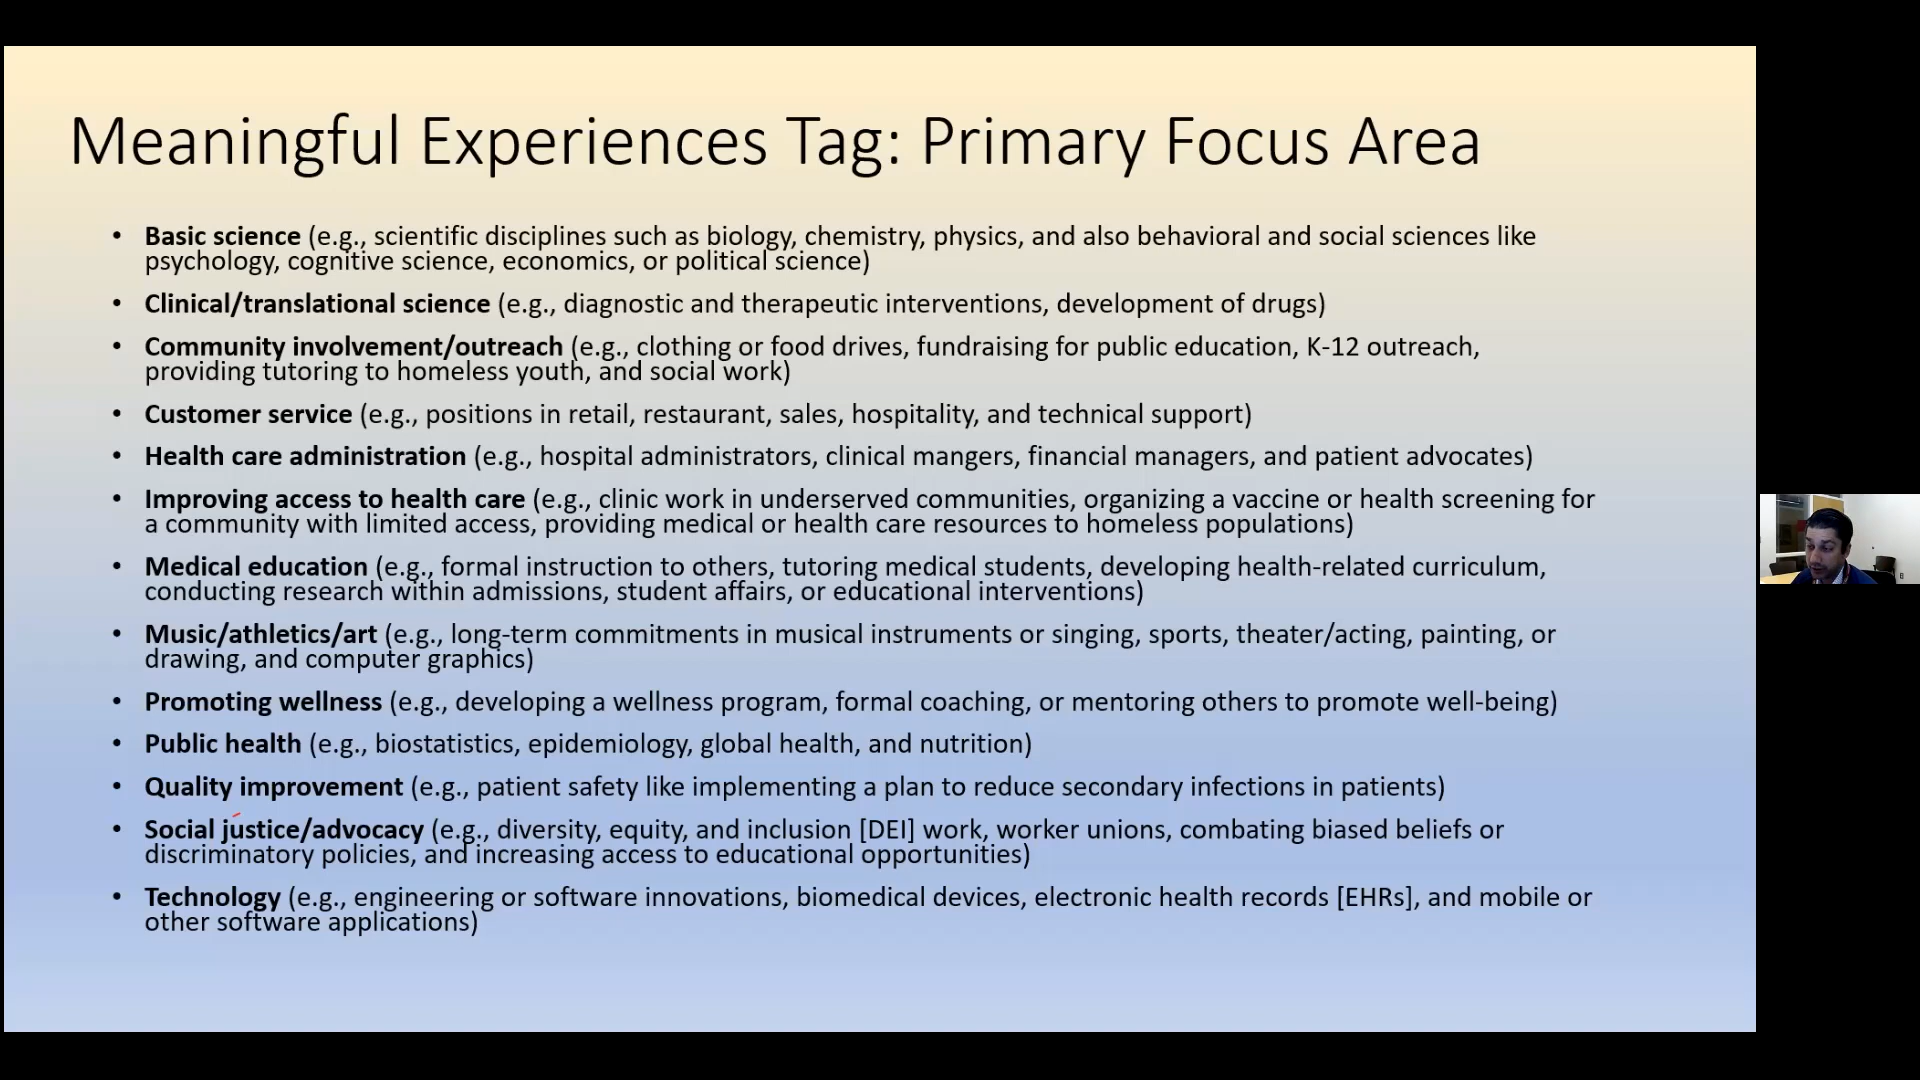 Meaningful Experiences Tag: Primary Focus Area
• Basic science (e.g., scientific disciplines such as biology, chemistry, physics, and also behavioral and social sciences like
psychology, cognitive science, economics, or political science)
• Clinical/translational science (e.g., diagnostic and therapeutic interventions, development of drugs)
• Community involvement/outreach (e.g., clothing or food drives, fundraising for public education, K-12 outreach,
providing tutoring to homeless youth, and social work)
• Customer service (e.g., positions in retail, restaurant, sales, hospitality, and technical support)
• Health care administration (e.g., hospital administrators, clinical mangers, financial managers, and patient advocates)
• Improving access to health care (e.g., clinic work in underserved communities, organizing a vaccine or health screening for
a community with limited access, providing medical or health care resources to homeless populations)
• Medical education (e.g., formal instruction to others, tutoring medical students, developing health-related curriculum,
conducting research within admissions, student affairs, or educational interventions)
• Music/athletics/art (e.g., long-term commitments in musical instruments or singing, sports, theater/acting, painting, or
drawing, and computer graphics)
• Promoting wellness (e.g., developing a wellness program, formal coaching, or mentoring others to promote well-being)
• Public health (e.g., biostatistics, epidemiology, global health, and nutrition)
• Quality improvement (e.g., patient safety like implementing a plan to reduce secondary infections in patients)
• Social justice/advocacy (e.g., diversity, equity, and inclusion [DEI] work, worker unions, combating biased beliefs or
discriminatory policies, and increasing access to educational opportunities)
• Technology (e.g., engineering or software innovations, biomedical devices, electronic health records [EHRs], and mobile or
other software applications)